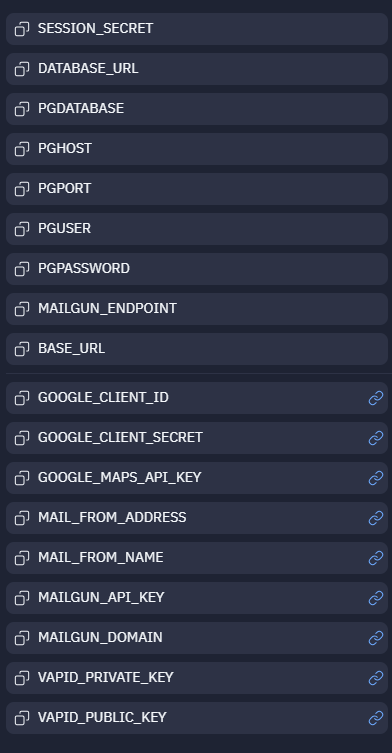 SESSION_SECRET
DATABASE_URL
PGDATABASE
PGHOST
PGPORT
PGUSER
PGPASSWORD
MAILGUN_ENDPOINT
BASE_URL
GOOGLE_CLIENT_ID
GOOGLE_CLIENT_SECRET
GOOGLE_MAPS_API_KEY
MAIL_FROM_ADDRESS
MAIL_FROM_NAME
MAILGUN_API_KEY
MAILGUN_DOMAIN
VAPID_PRIVATE_KEY
VAPID_PUBLIC_KEY